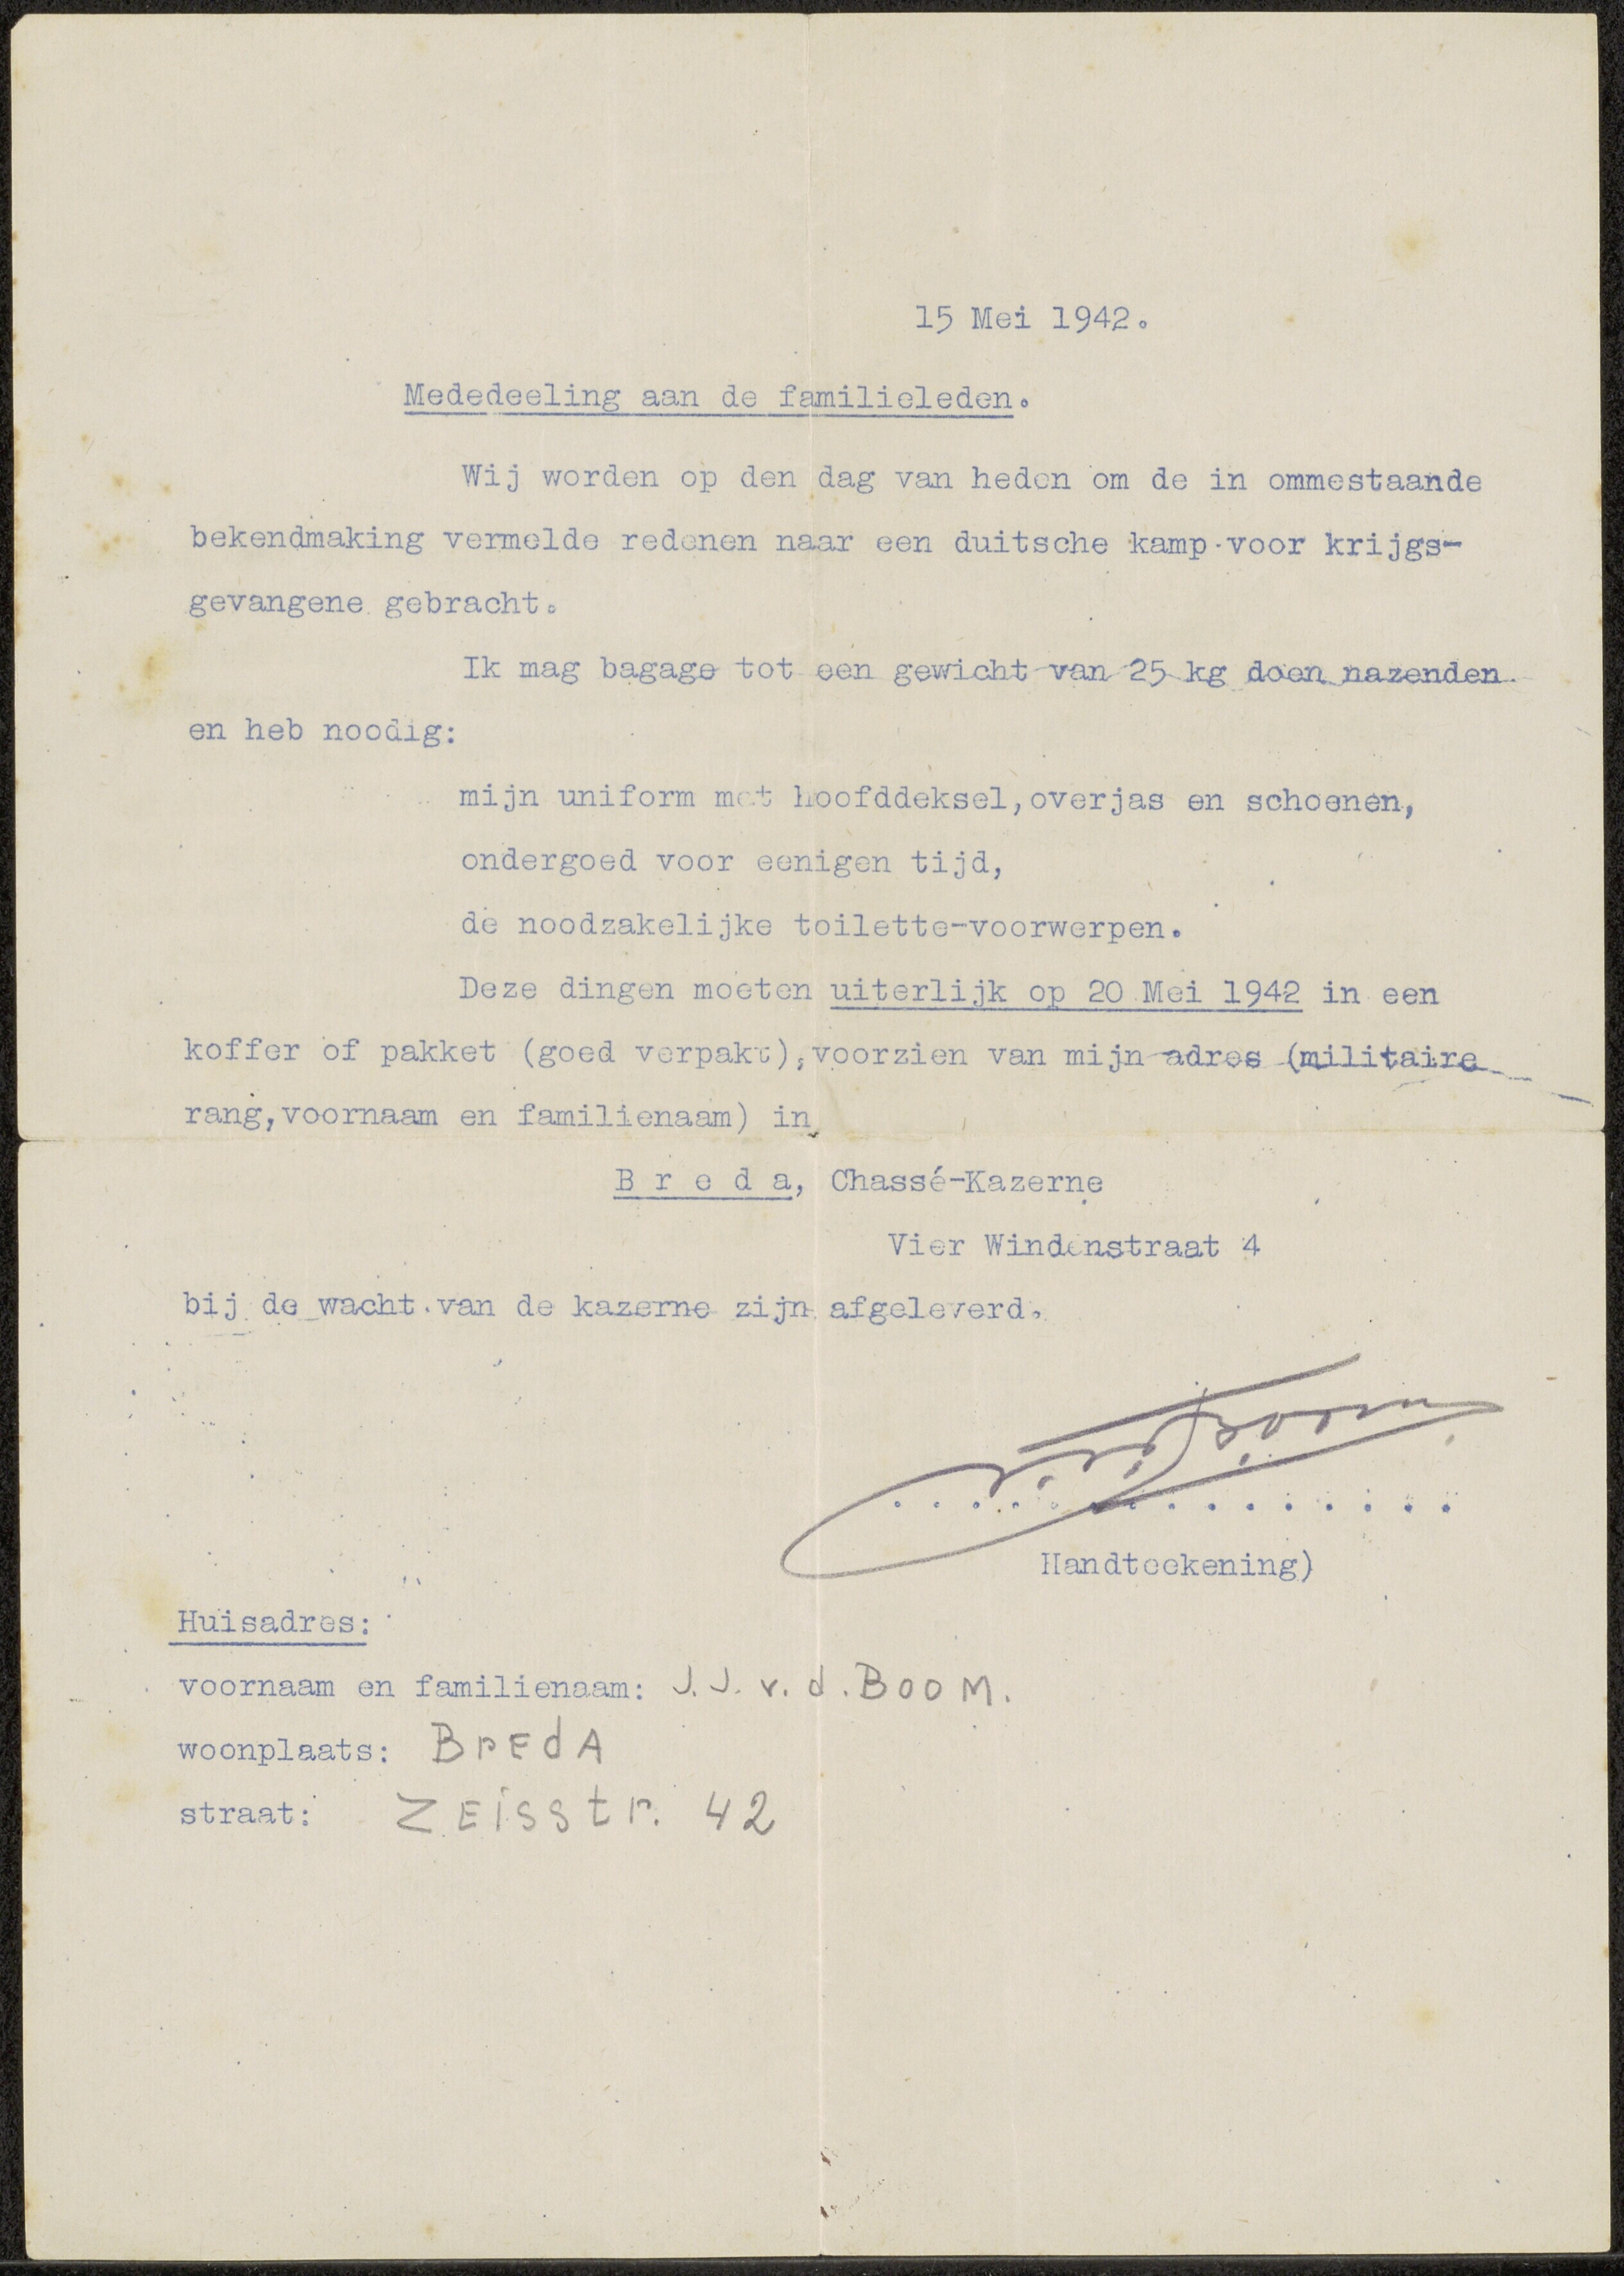 15 Mei 1942.
Mededeeling aan de familieleden.
Wij worden op den dag van heden om de in ommestaande
bekendmaking vermelde redenen naar een duitsche kamp voor krijgs-
gevangene gebracht.
Ik mag bagage tot een gewicht van 25 kg doen nazenden
en heb noodig:
mijn uniform met hoofddeksel, overjas en schoenen,
ondergoed voor eenigen tijd,
de noodzakelijke toilette-voorwerpen.
Deze dingen moeten uiterlijk op 20 Mei 1942 in een
koffer of pakket (goed verpakt), voorzien van mijn adres (militaire
rang, voornaam en familienaam) in
B r e d a, Chassé-Kazerne
Vier Windenstraat 4
bij de wacht van de kazerne zijn afgeleverd.
vdBoom
. . . . . . . . . . . . . . .
Handteekening)
Huisadres:
voornaam en familienaam: J. J. v. d. BOOM.
woonplaats: BrEdA
straat: ZEisstr. 42